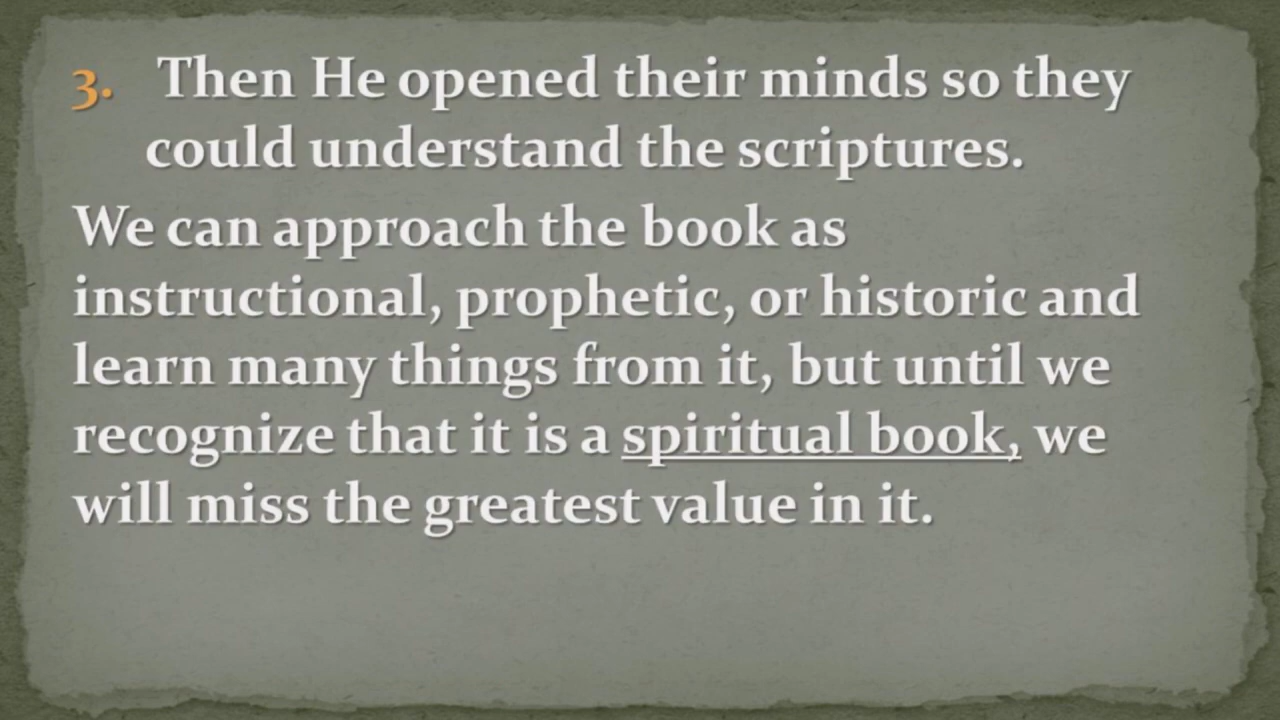 3. Then He opened their minds so they
could understand the scriptures.
We can approach the book as
instructional, prophetic, or historic and
learn many things from it, but until we
recognize that it is a spiritual book, we
will miss the greatest value in it.